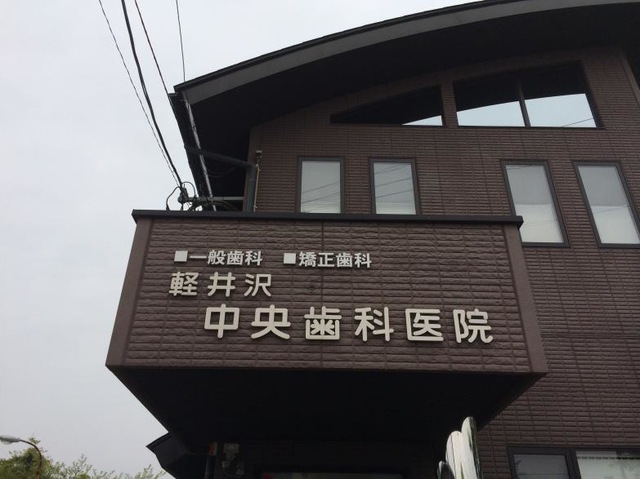 ■一般歯科 ■矯正歯科
軽井沢
中央歯科医院